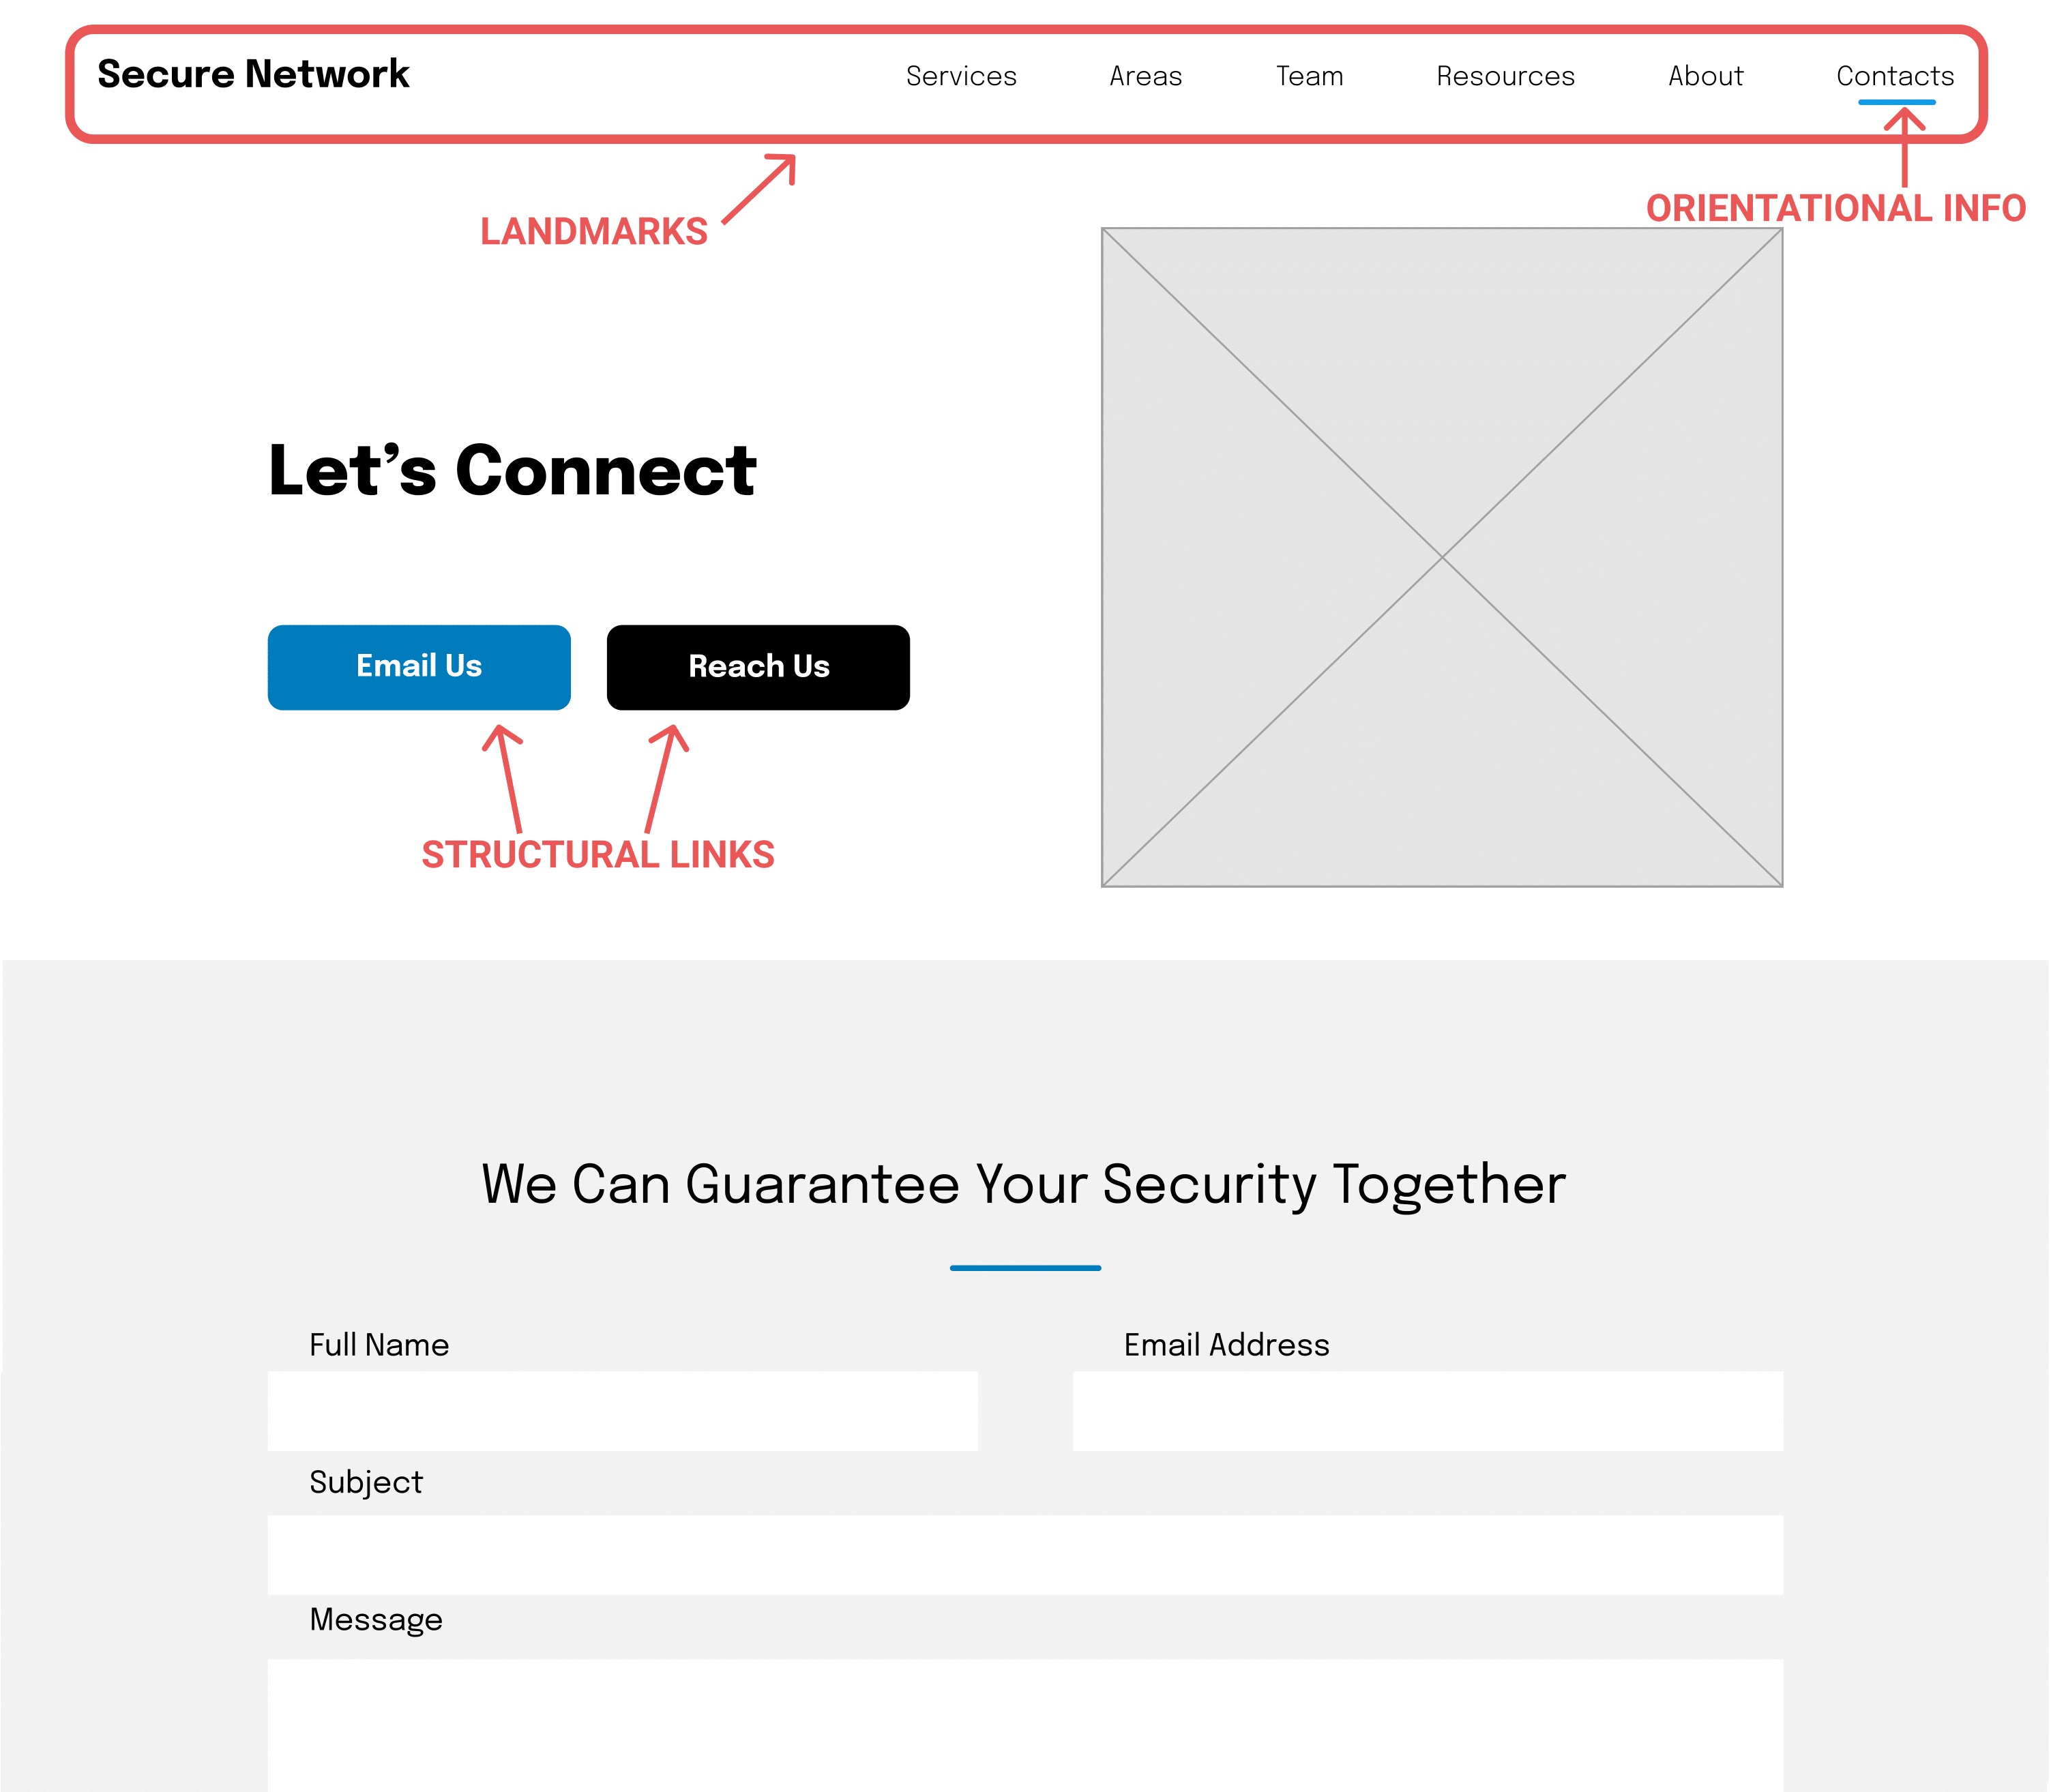 Secure Network Services Areas Team Resources About Contacts
LANDMARKS
ORIENTATIONAL INFO
Let’s Connect
Email Us Reach Us
STRUCTURAL LINKS
We Can Guarantee Your Security Together
Full Name Email Address
Subject
Message